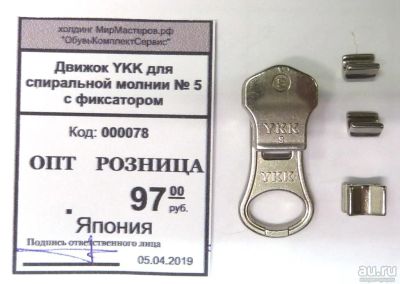 холдинг МирМастеров.рф
"ОбувьКомплектСервис"
Движок YKK для
спиральной молнии № 5
с фиксатором
Код: 000078
ОПТ РОЗНИЦА
97 00
руб.
Япония
Подпись ответственного лица
05.04.2019
YKK
5
YKK
au.ru